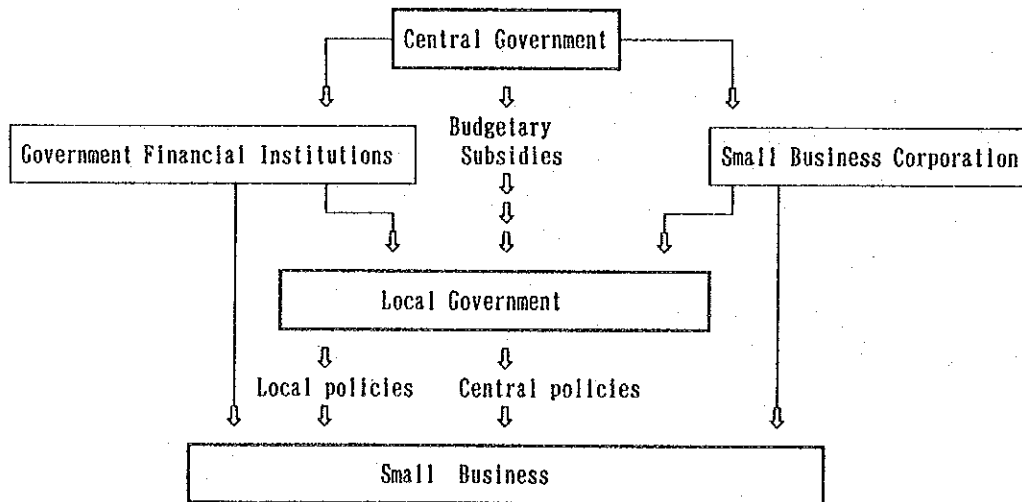 Central Government
Budgetary
Subsidies
Government Financial Institutions
Small Business Corporation
Local Government
Local policies
Central policies
Small Business